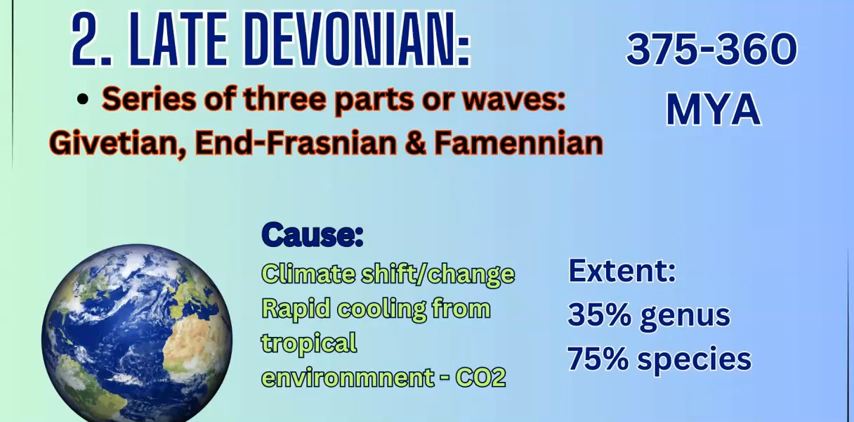 2. LATE DEVONIAN:
375-360
MYA
• Series of three parts or waves:
Givetian, End-Frasnian & Famennian
Cause:
Climate shift/change
Rapid cooling from
tropical
environmnent - CO2
Extent:
35% genus
75% species